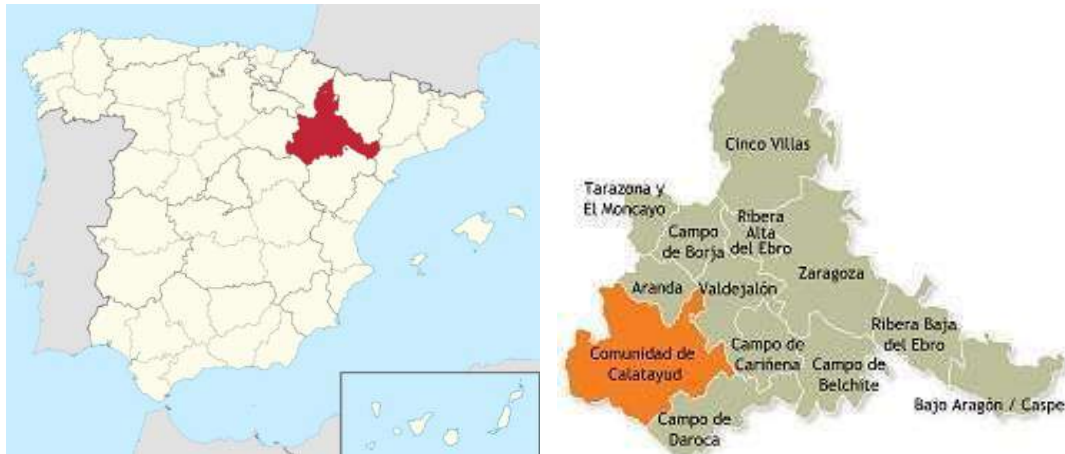 Cinco Villas
Tarazona y
El Moncayo
Ribera
Alta
del Ebro
Campo
de Borja
Zaragoza
Aranda
Valdejalón
Ribera Baja
del Ebro
Comunidad de
Calatayud
Campo de
Cariñena
Campo de
Belchite
Bajo Aragón / Caspe
Campo de
Daroca